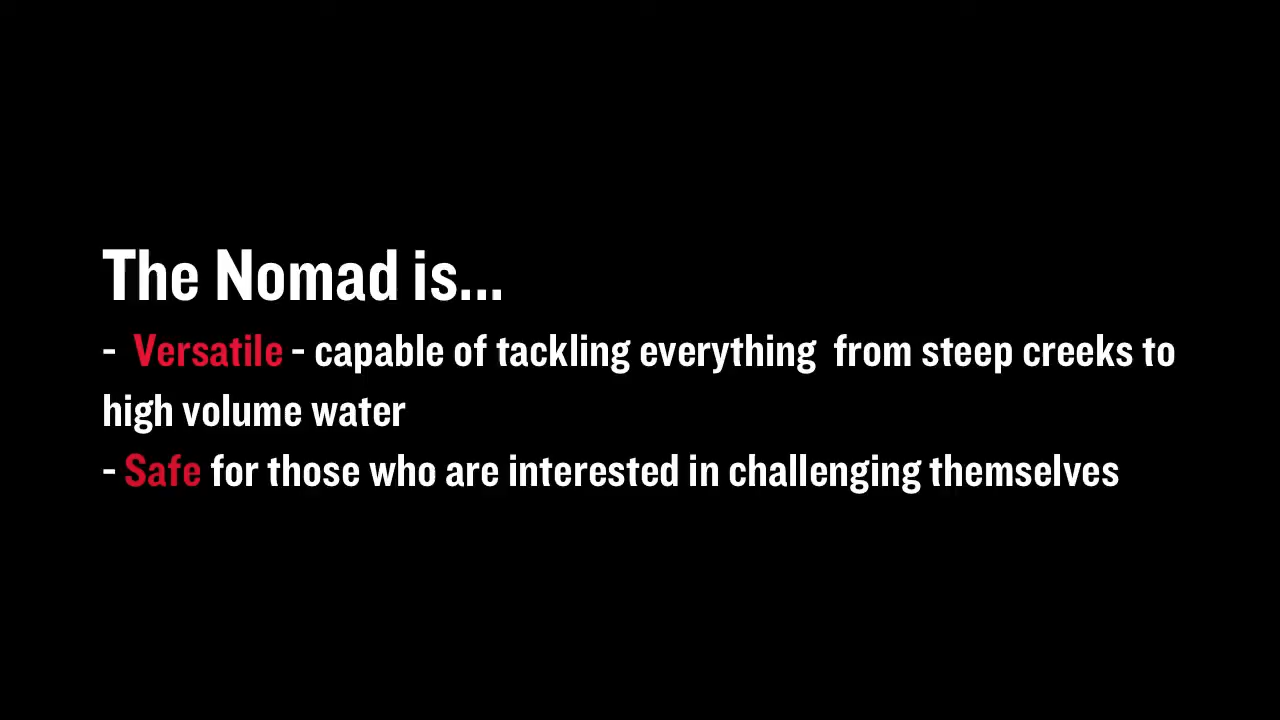 The Nomad is...
-  Versatile - capable of tackling everything  from steep creeks to
high volume water
- Safe for those who are interested in challenging themselves